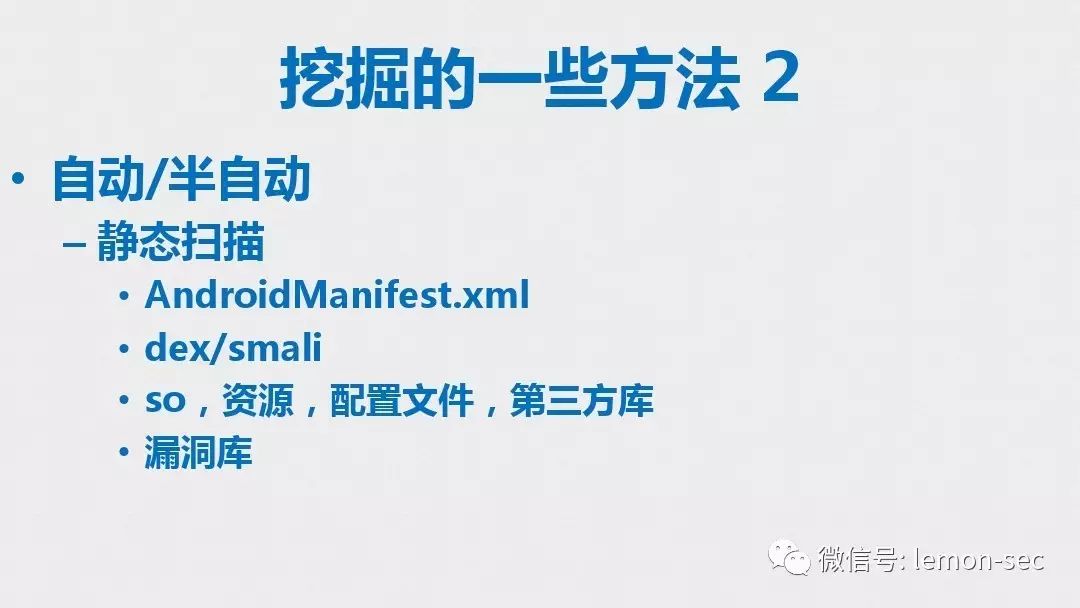 挖掘的一些方法 2
• 自动/半自动
– 静态扫描
• AndroidManifest.xml
• dex/smali
• so，资源，配置文件，第三方库
• 漏洞库
微信号: lemon-sec